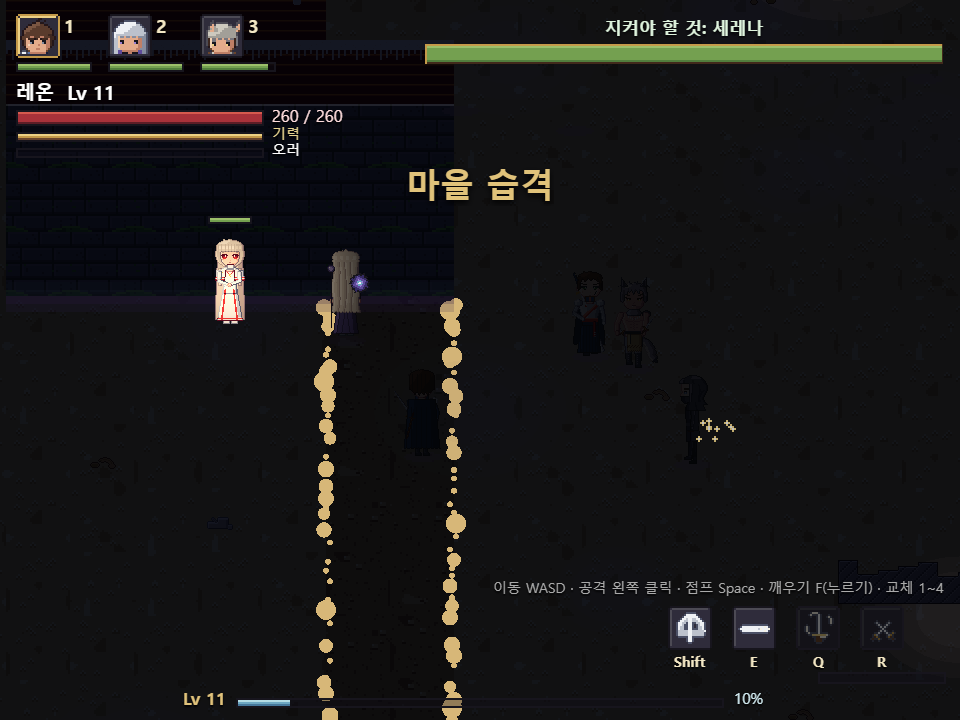 1 2 3
지켜야 할 것: 세레나
레온 Lv 11
260 / 260
기력
오러
마을 습격
이동 WASD · 공격 왼쪽 클릭 · 점프 Space · 깨우기 F(누르기) · 교체 1~4
Shift E Q R
Lv 11 10%